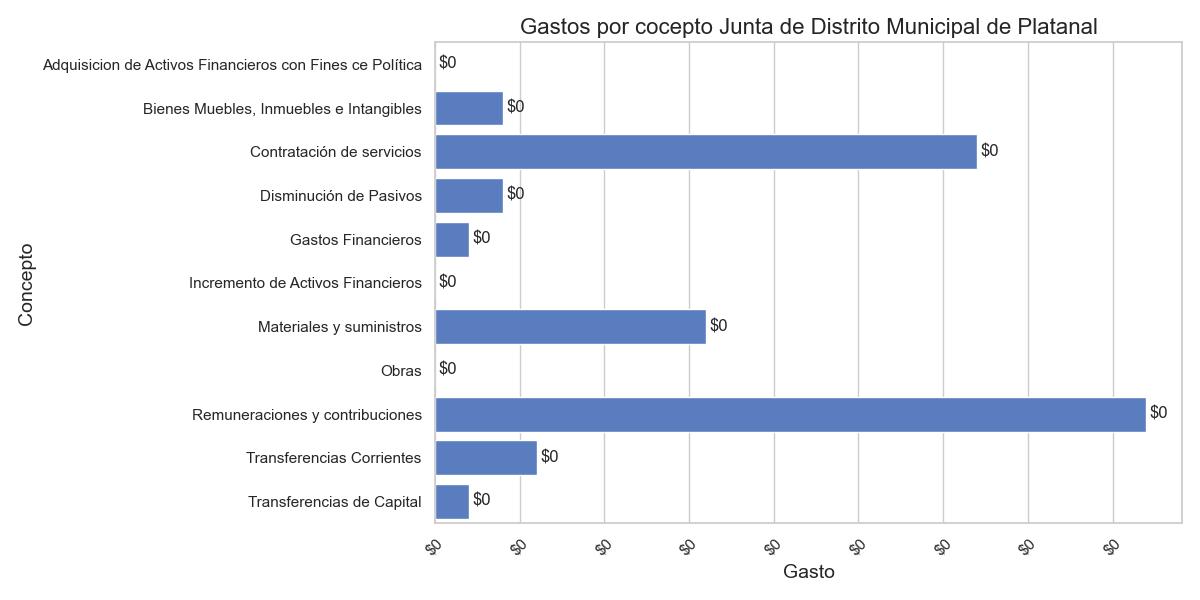 Gastos por cocepto Junta de Distrito Municipal de Platanal
Adquisicion de Activos Financieros con Fines ce Política $0
Bienes Muebles, Inmuebles e Intangibles $0
Contratación de servicios $0
Disminución de Pasivos $0
Gastos Financieros $0
Incremento de Activos Financieros $0
Materiales y suministros $0
Obras $0
Remuneraciones y contribuciones $0
Transferencias Corrientes $0
Transferencias de Capital $0
Concepto
$0 $0 $0 $0 $0 $0 $0 $0 $0
Gasto